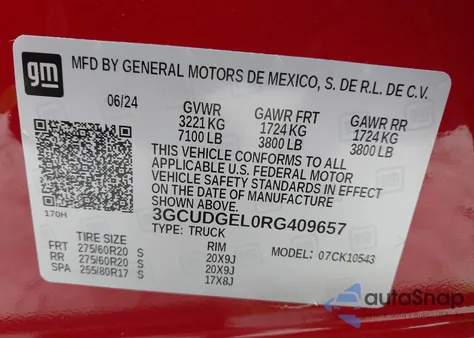 gm MFD BY GENERAL MOTORS DE MEXICO, S. DE R.L. DE C.V.
06/24 GVWR GAWR FRT GAWR RR
3221 KG 1724 KG 1724 KG
7100 LB 3800 LB 3800 LB
THIS VEHICLE CONFORMS TO ALL
APPLICABLE U.S. FEDERAL MOTOR
VEHICLE SAFETY STANDARDS IN EFFECT
ON THE DATE OF MANUFACTURE SHOWN ABOVE.
170H 3GCUDGEL0RG409657
TYPE: TRUCK
TIRE SIZE RIM MODEL: 07CK10543
FRT 275/60R20 S 20X9J
RR 275/60R20 S 20X9J
SPA 255/80R17 S 17X8J
autoSnap